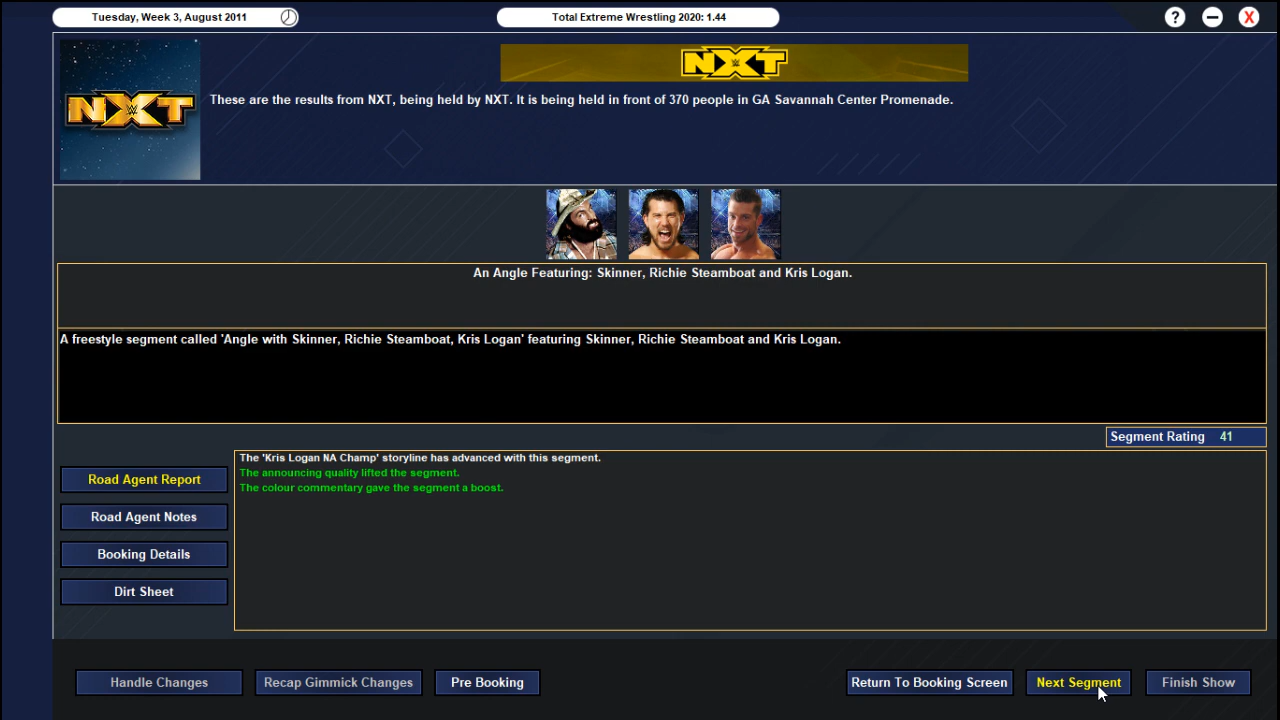 Tuesday, Week 3, August 2011
Total Extreme Wrestling 2020: 1.44
?
X
NXT
NXT
These are the results from NXT, being held by NXT. It is being held in front of 370 people in GA Savannah Center Promenade.
An Angle Featuring: Skinner, Richie Steamboat and Kris Logan.
A freestyle segment called 'Angle with Skinner, Richie Steamboat, Kris Logan' featuring Skinner, Richie Steamboat and Kris Logan.
Segment Rating 41
Road Agent Report
Road Agent Notes
Booking Details
Dirt Sheet
The 'Kris Logan NA Champ' storyline has advanced with this segment.
The announcing quality lifted the segment.
The colour commentary gave the segment a boost.
Handle Changes
Recap Gimmick Changes
Pre Booking
Return To Booking Screen
Next Segment
Finish Show